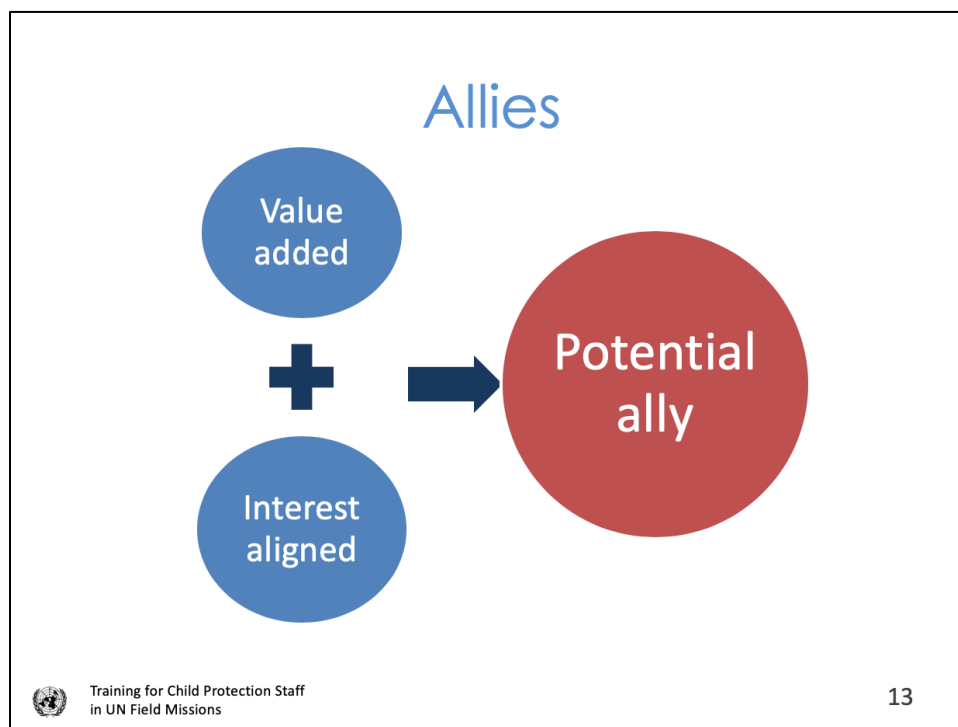 Allies
Value
added
Interest
aligned
Potential
ally
Training for Child Protection Staff
in UN Field Missions
13